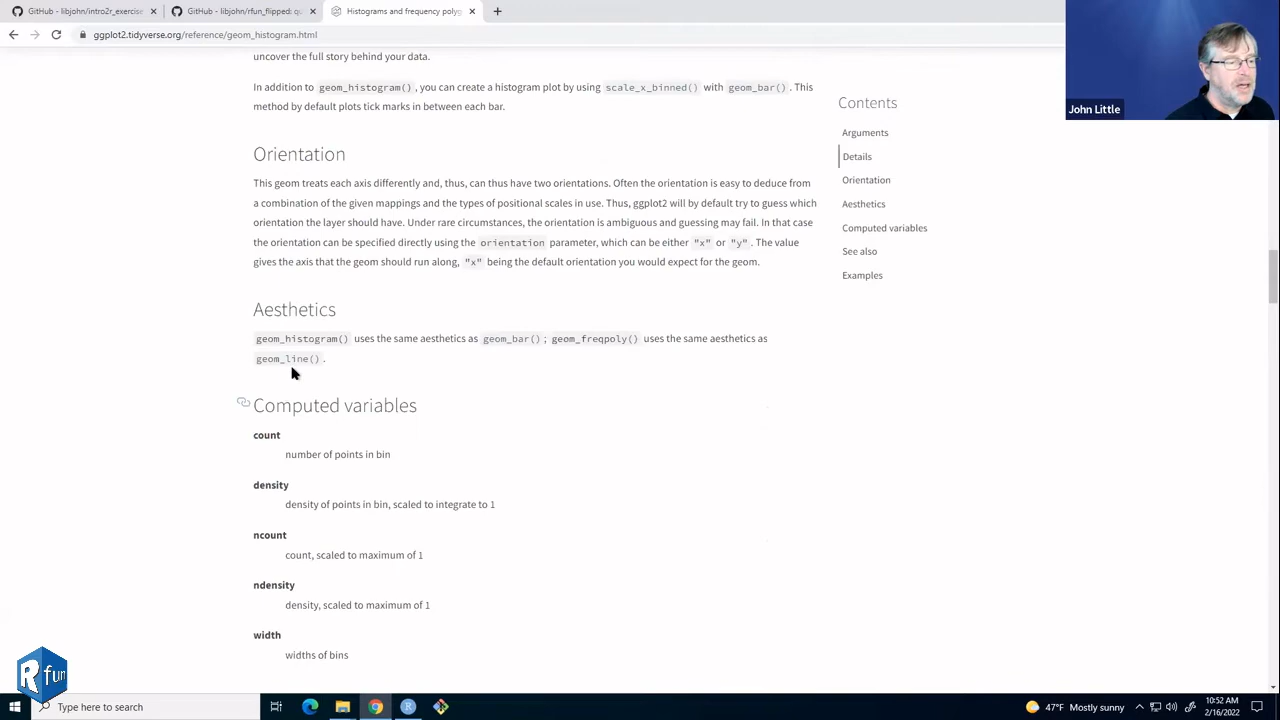 GitHub - libjohn/intro2r_exercise
GitHub - libjohn/rfun_flipped: qu
Histograms and frequency polyg
ggplot2.tidyverse.org/reference/geom_histogram.html
John Little
uncover the full story behind your data.
In addition to geom_histogram(), you can create a histogram plot by using scale_x_binned() with geom_bar(). This
method by default plots tick marks in between each bar.
Orientation
This geom treats each axis differently and, thus, can thus have two orientations. Often the orientation is easy to deduce from
a combination of the given mappings and the types of positional scales in use. Thus, ggplot2 will by default try to guess which
orientation the layer should have. Under rare circumstances, the orientation is ambiguous and guessing may fail. In that case
the orientation can be specified directly using the orientation parameter, which can be either "x" or "y". The value
gives the axis that the geom should run along, "x" being the default orientation you would expect for the geom.
Aesthetics
geom_histogram() uses the same aesthetics as geom_bar(); geom_freqpoly() uses the same aesthetics as
geom_line().
Computed variables
count
number of points in bin
density
density of points in bin, scaled to integrate to 1
ncount
count, scaled to maximum of 1
ndensity
density, scaled to maximum of 1
width
widths of bins
Contents
Arguments
Details
Orientation
Aesthetics
Computed variables
See also
Examples
R fun
Type here to search
47°F Mostly sunny
10:52 AM
2/16/2022